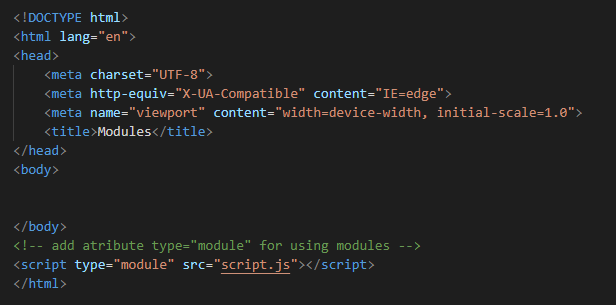 <!DOCTYPE html>
<html lang="en">
<head>
    <meta charset="UTF-8">
    <meta http-equiv="X-UA-Compatible" content="IE=edge">
    <meta name="viewport" content="width=device-width, initial-scale=1.0">
    <title>Modules</title>
</head>
<body>
</body>
<!-- add atribute type="module" for using modules -->
<script type="module" src="script.js"></script>
</html>